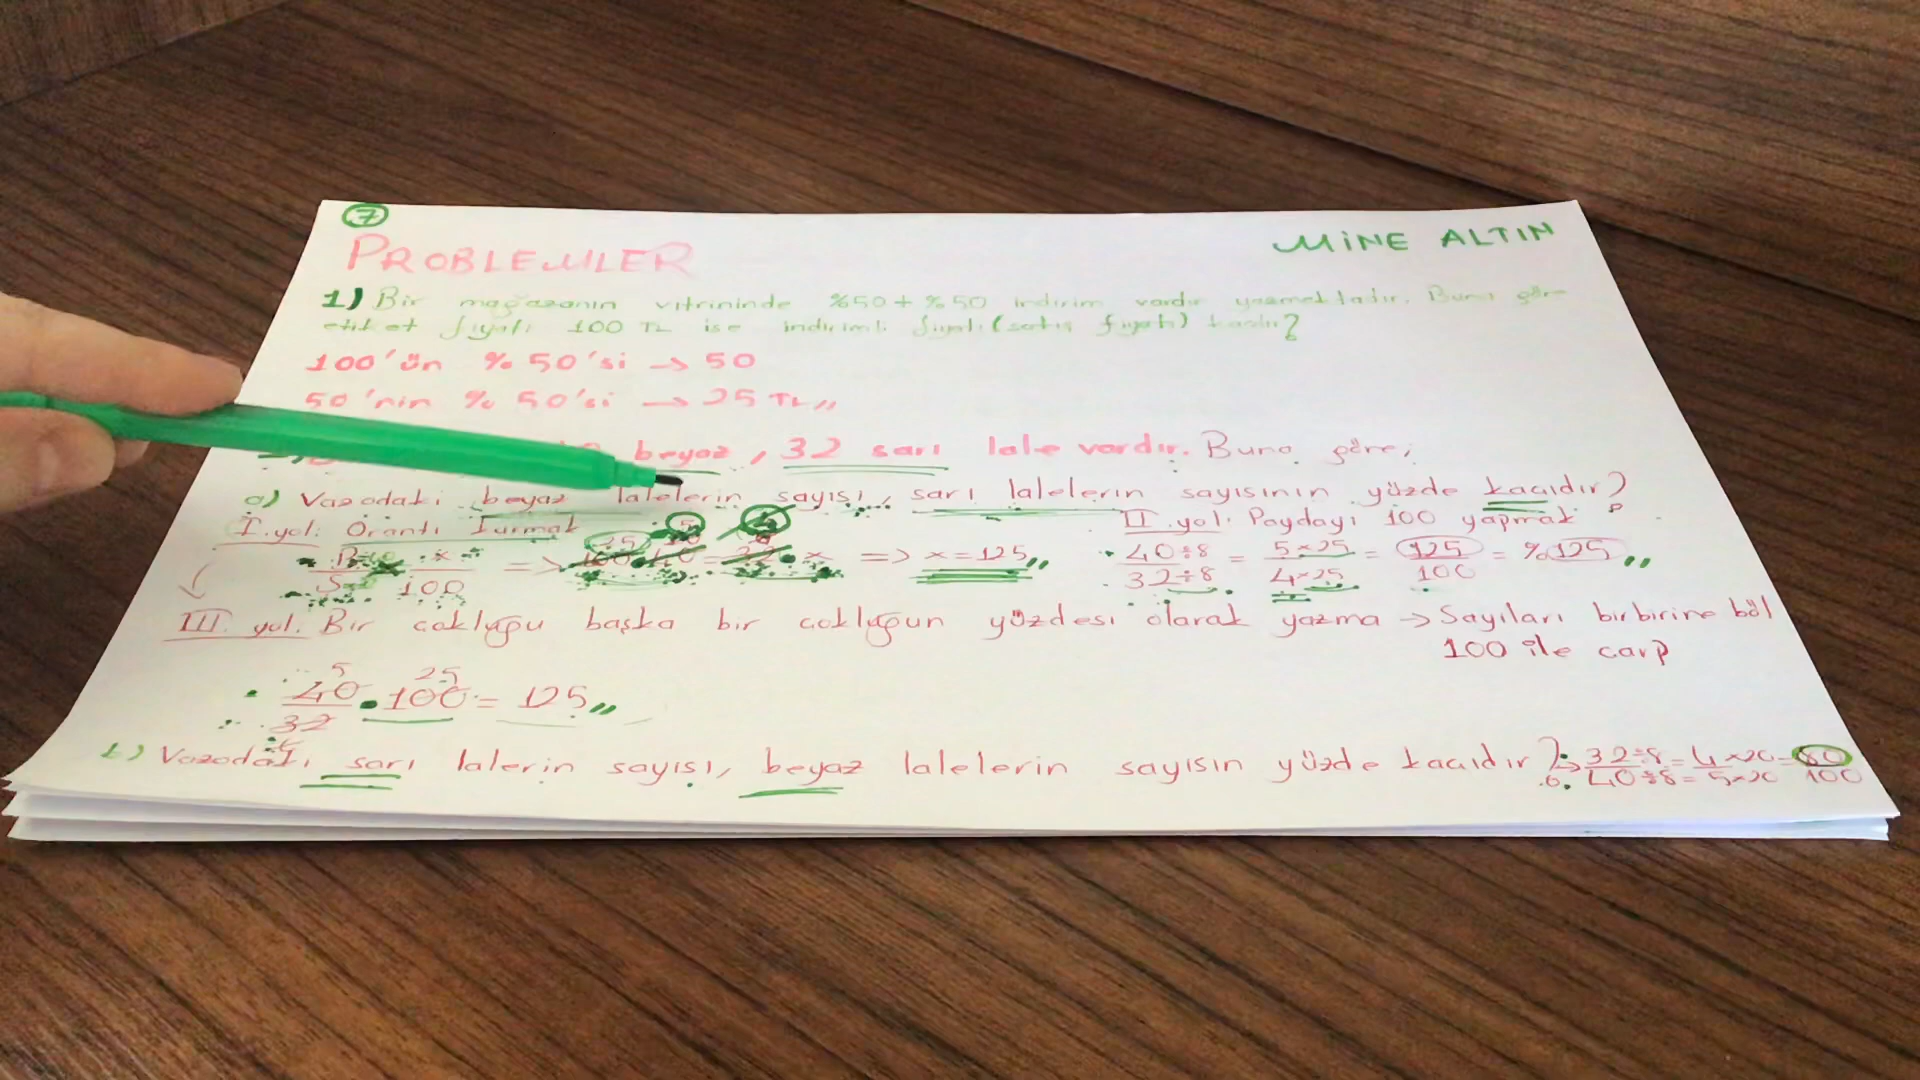 7
PROBLEMLER
MİNE ALTIN
1) Bir mağazanın vitrininde %50 + %50 indirim vardır yazmaktadır. Buna göre
etiket fiyatı 100 TL ise indirimli fiyatı (satış fiyatı) kaçtır?
100'ün % 50'si → 50
50'nin % 50'si → 25 TL,,
beyaz, 32 sarı lale vardır. Buna göre;
a) Vazodaki beyaz lalelerin sayısı, sarı lalelerin sayısının yüzde kaçıdır?
I. yol: Orantı kurmak
100 => 100 . 40 = 32 . x => x = 125,,
II. yol: Paydayı 100 yapmak
40÷8 / 32÷8 = 5×25 / 4×25 = 125 / 100 = %125,,
III. yol: Bir çokluğu başka bir çokluğun yüzdesi olarak yazma → Sayıları birbirine böl
100 ile çarp
40 / 32 . 100 = 125,,
b) Vazodaki sarı lalerin sayısı, beyaz lalelerin sayısın yüzde kaçıdır?
32÷8 / 40÷8 = 4×20 / 5×20 = 80 / 100